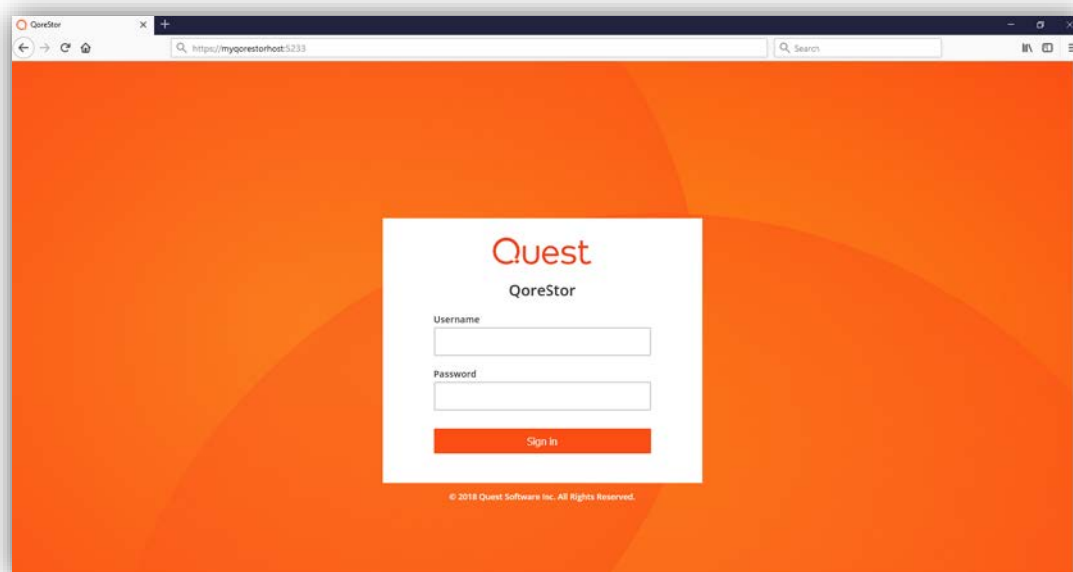 QoreStor
https://myqorestorhost:5233
Search
Quest
QoreStor
Username
Password
Sign in
© 2018 Quest Software Inc. All Rights Reserved.